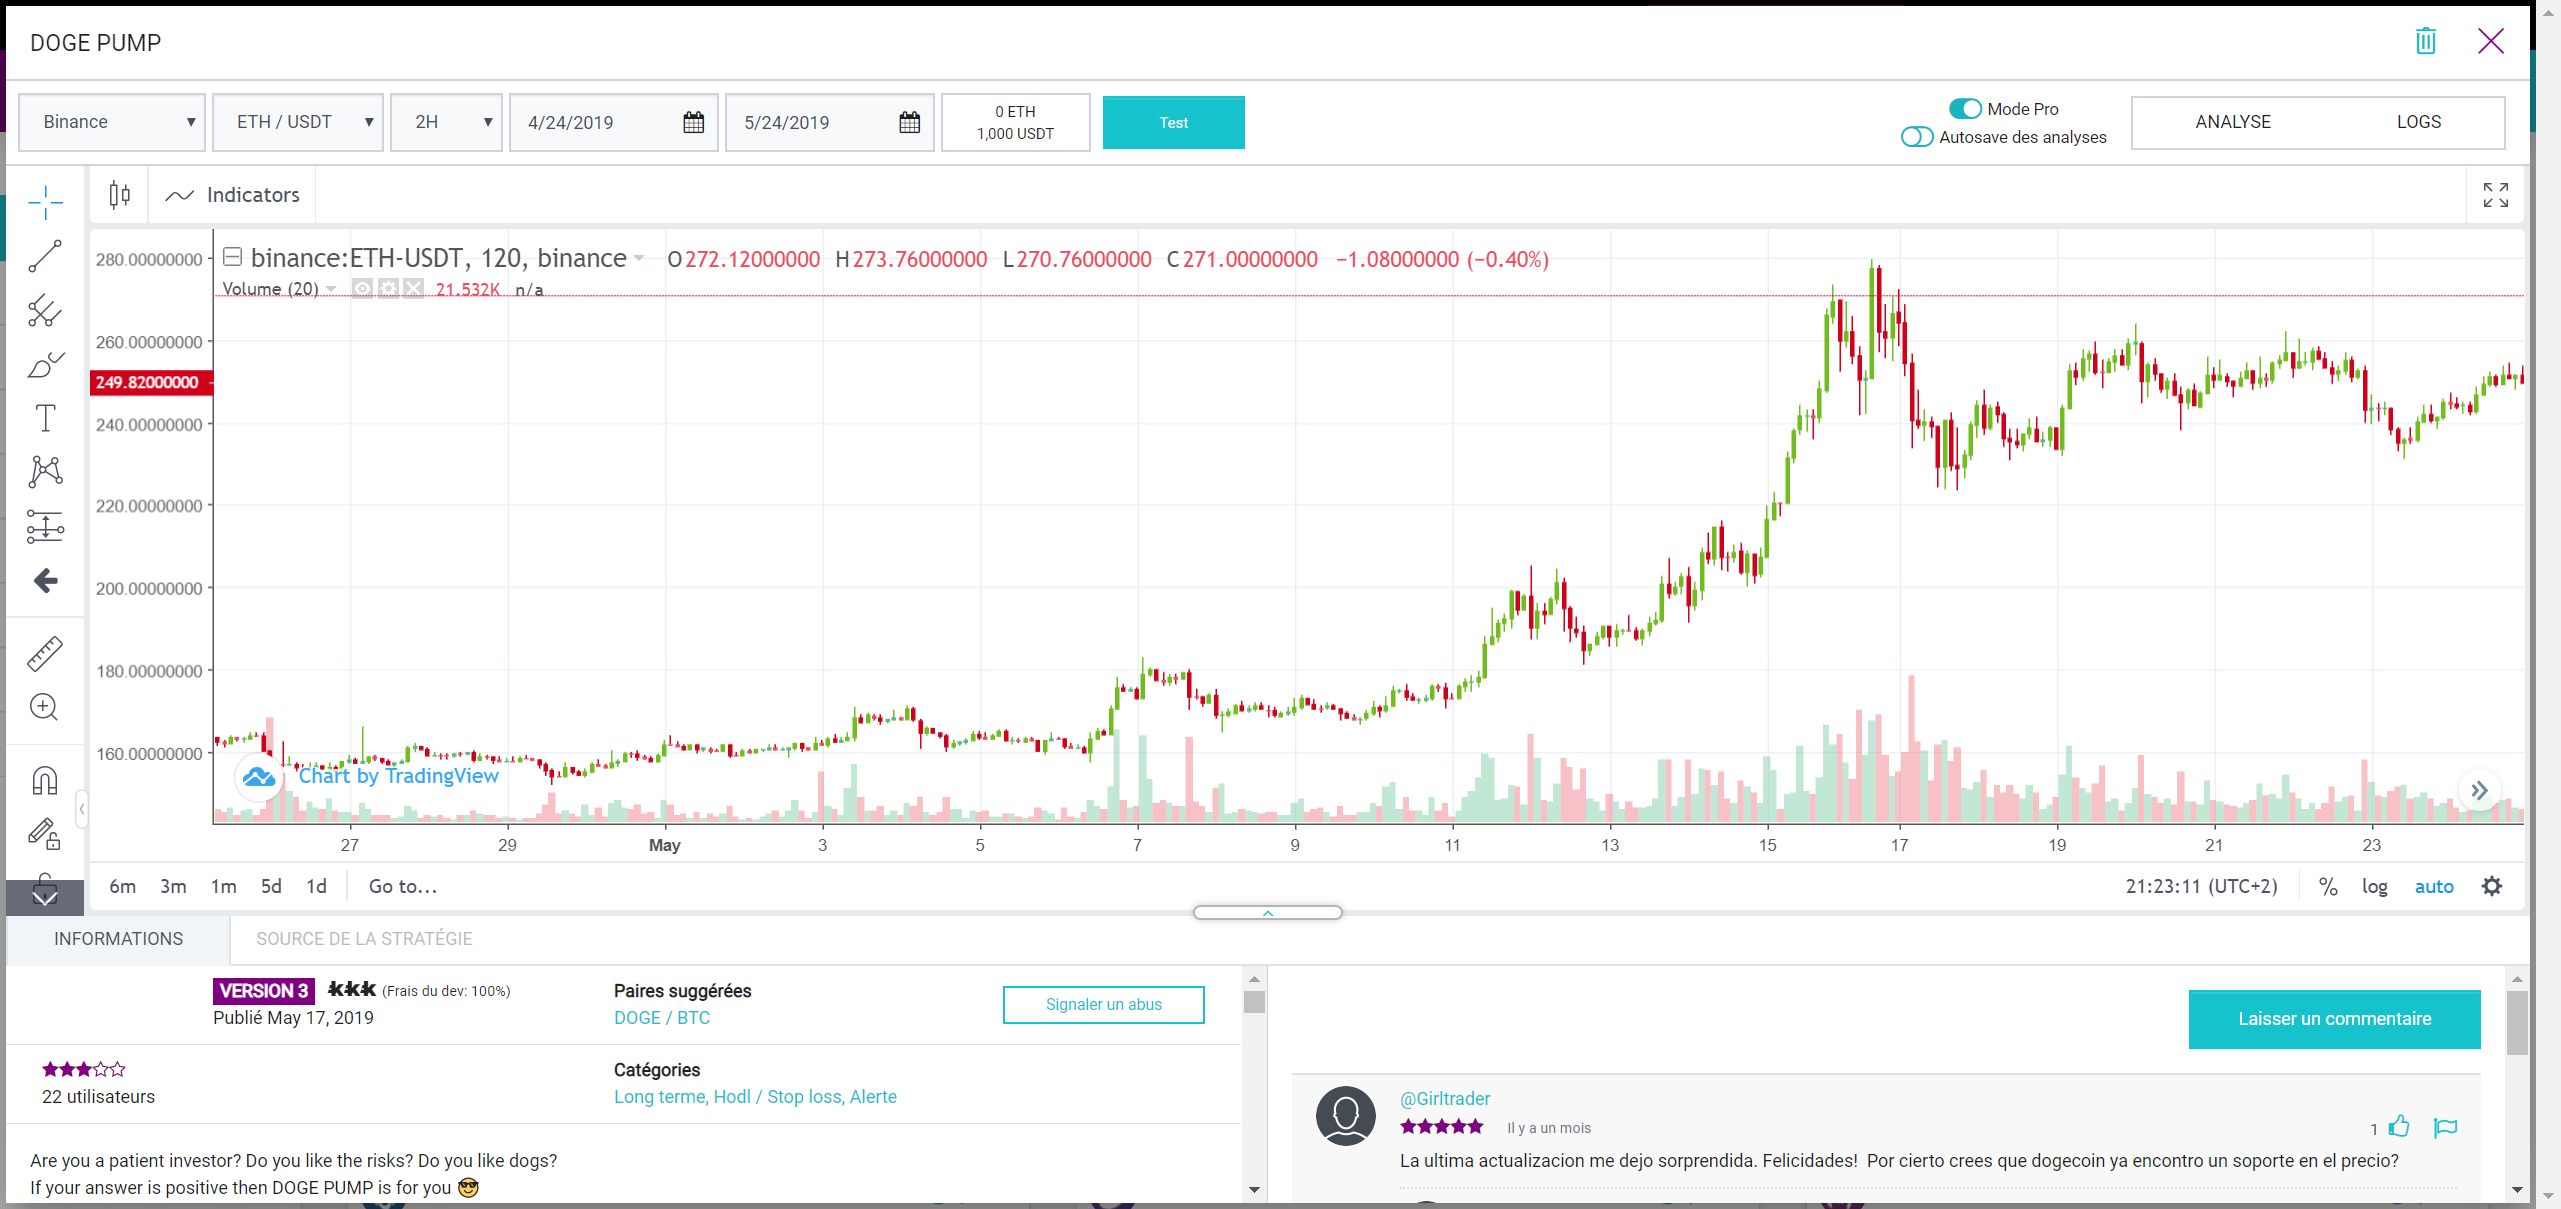 DOGE PUMP
Binance
ETH / USDT
2H
4/24/2019
5/24/2019
0 ETH
1,000 USDT
Test
Mode Pro
Autosave des analyses
ANALYSE
LOGS
Indicators
binance:ETH-USDT, 120, binance O272.12000000 H273.76000000 L270.76000000 C271.00000000 −1.08000000 (−0.40%)
Volume (20) 21.532K n/a
280.00000000
260.00000000
249.82000000
240.00000000
220.00000000
200.00000000
180.00000000
160.00000000
Chart by TradingView
27 29 May 3 5 7 9 11 13 15 17 19 21 23
6m 3m 1m 5d 1d Go to...
21:23:11 (UTC+2) % log auto
INFORMATIONS
SOURCE DE LA STRATÉGIE
VERSION 3 (Frais du dev: 100%)
Publié May 17, 2019
Paires suggérées
DOGE / BTC
Signaler un abus
22 utilisateurs
Catégories
Long terme, Hodl / Stop loss, Alerte
Are you a patient investor? Do you like the risks? Do you like dogs?
If your answer is positive then DOGE PUMP is for you 😎
Laisser un commentaire
@Girltrader
Il y a un mois
1
La ultima actualizacion me dejo sorprendida. Felicidades! Por cierto crees que dogecoin ya encontro un soporte en el precio?